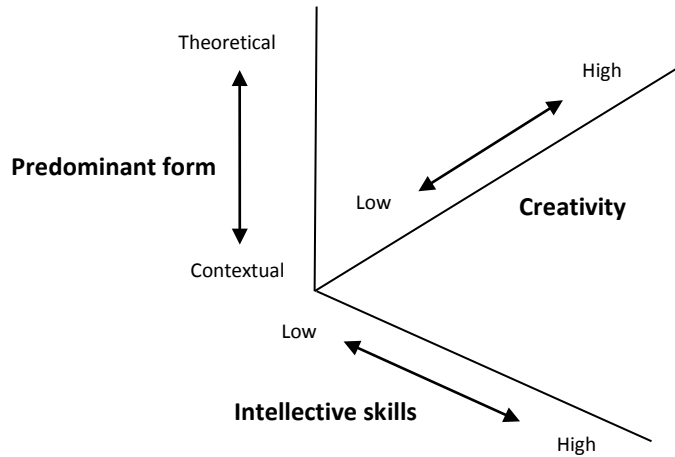 Theoretical
High
Predominant form
Low
Creativity
Contextual
Low
Intellective skills
High